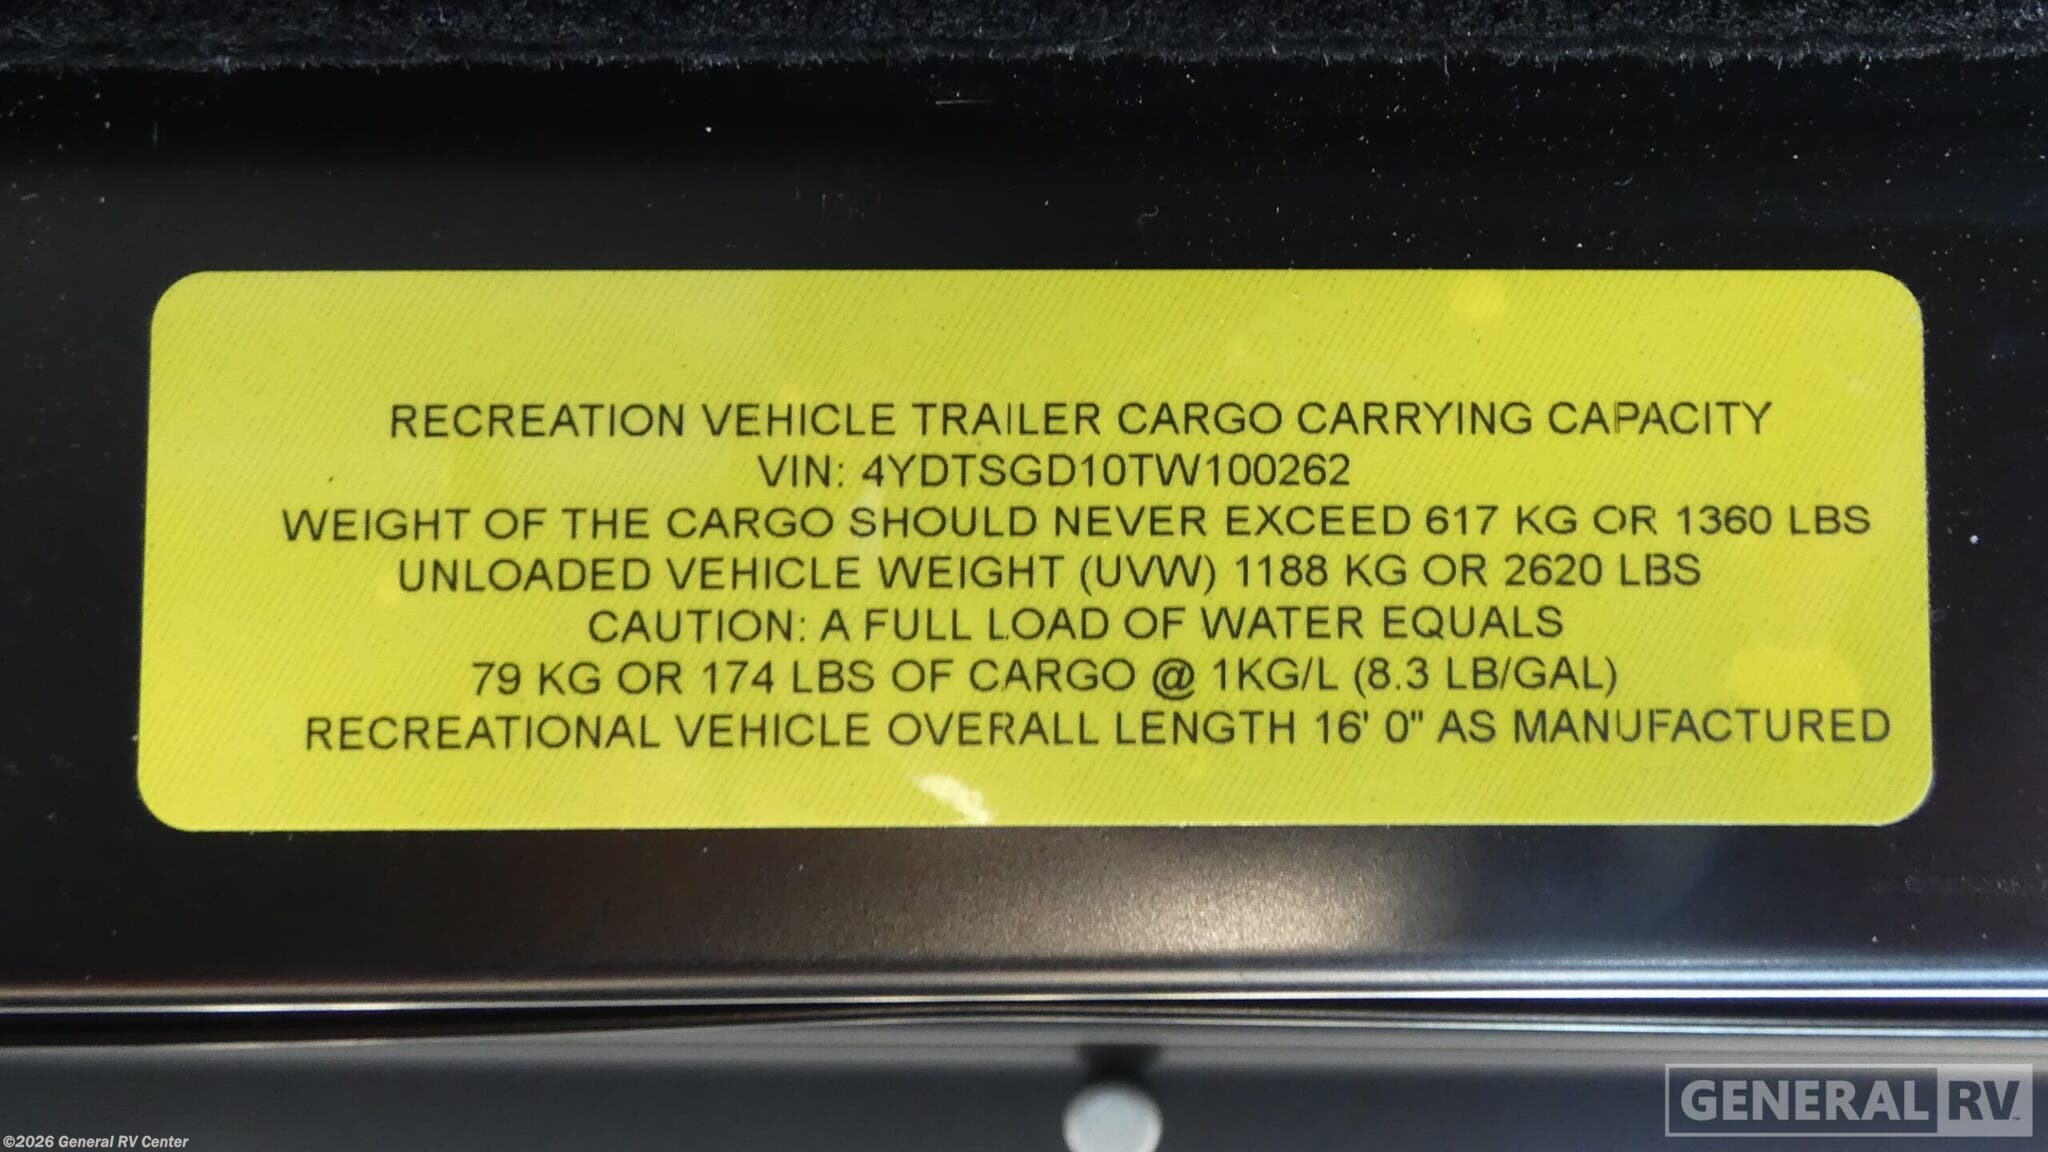 RECREATION VEHICLE TRAILER CARGO CARRYING CAPACITY
VIN: 4YDTSGD10TW100262
WEIGHT OF THE CARGO SHOULD NEVER EXCEED 617 KG OR 1360 LBS
UNLOADED VEHICLE WEIGHT (UVW) 1188 KG OR 2620 LBS
CAUTION: A FULL LOAD OF WATER EQUALS
79 KG OR 174 LBS OF CARGO @ 1KG/L (8.3 LB/GAL)
RECREATIONAL VEHICLE OVERALL LENGTH 16' 0" AS MANUFACTURED
GENERAL RV
©2026 General RV Center